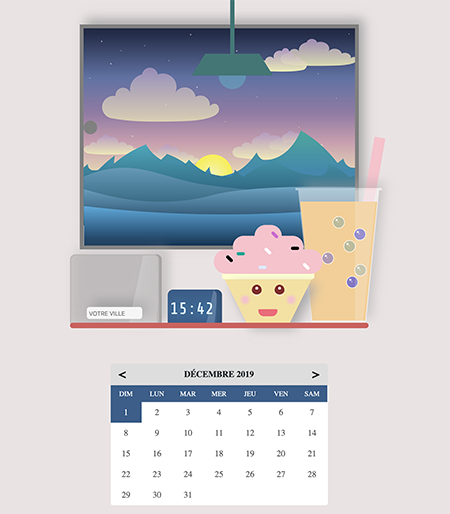 VOTRE VILLE
15:42
< DÉCEMBRE 2019 >
DIM LUN MAR MER JEU VEN SAM
1 2 3 4 5 6 7
8 9 10 11 12 13 14
15 16 17 18 19 20 21
22 23 24 25 26 27 28
29 30 31